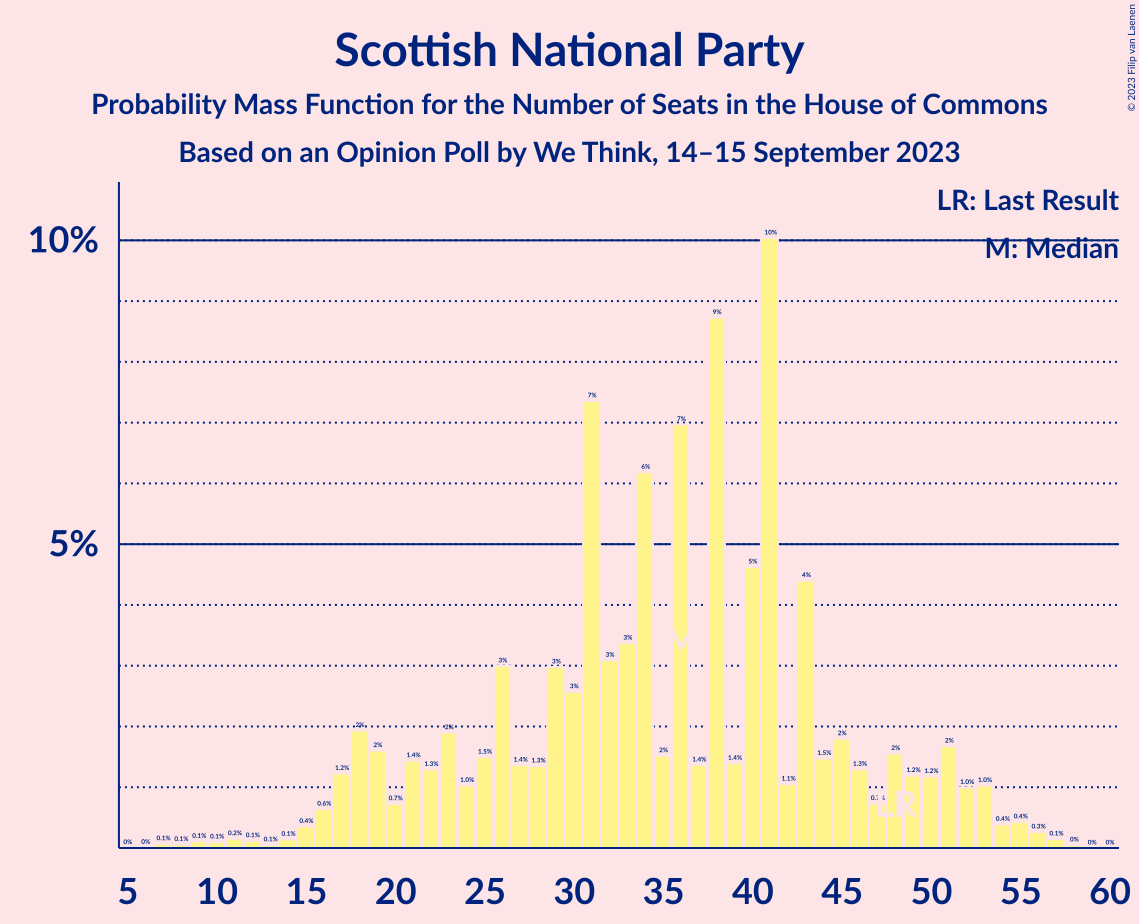 Scottish National Party
Probability Mass Function for the Number of Seats in the House of Commons
Based on an Opinion Poll by We Think, 14–15 September 2023
© 2023 Filip van Laenen
LR: Last Result
M: Median
10%
5%
0% 0% 0.1% 0.1% 0.1% 0.1% 0.2% 0.1% 0.1% 0.1% 0.4% 0.6% 1.2% 2% 2% 0.7% 1.4% 1.3% 2% 1.0% 1.5% 3% 1.4% 1.3% 3% 3% 7% 3% 3% 6% 2% 7% 1.4% 9% 1.4% 5% 10% 1.1% 4% 1.5% 2% 1.3% 0.7% 2% 1.2% 1.2% 2% 1.0% 1.0% 0.4% 0.4% 0.3% 0.1% 0% 0% 0%
M
LR
5 10 15 20 25 30 35 40 45 50 55 60